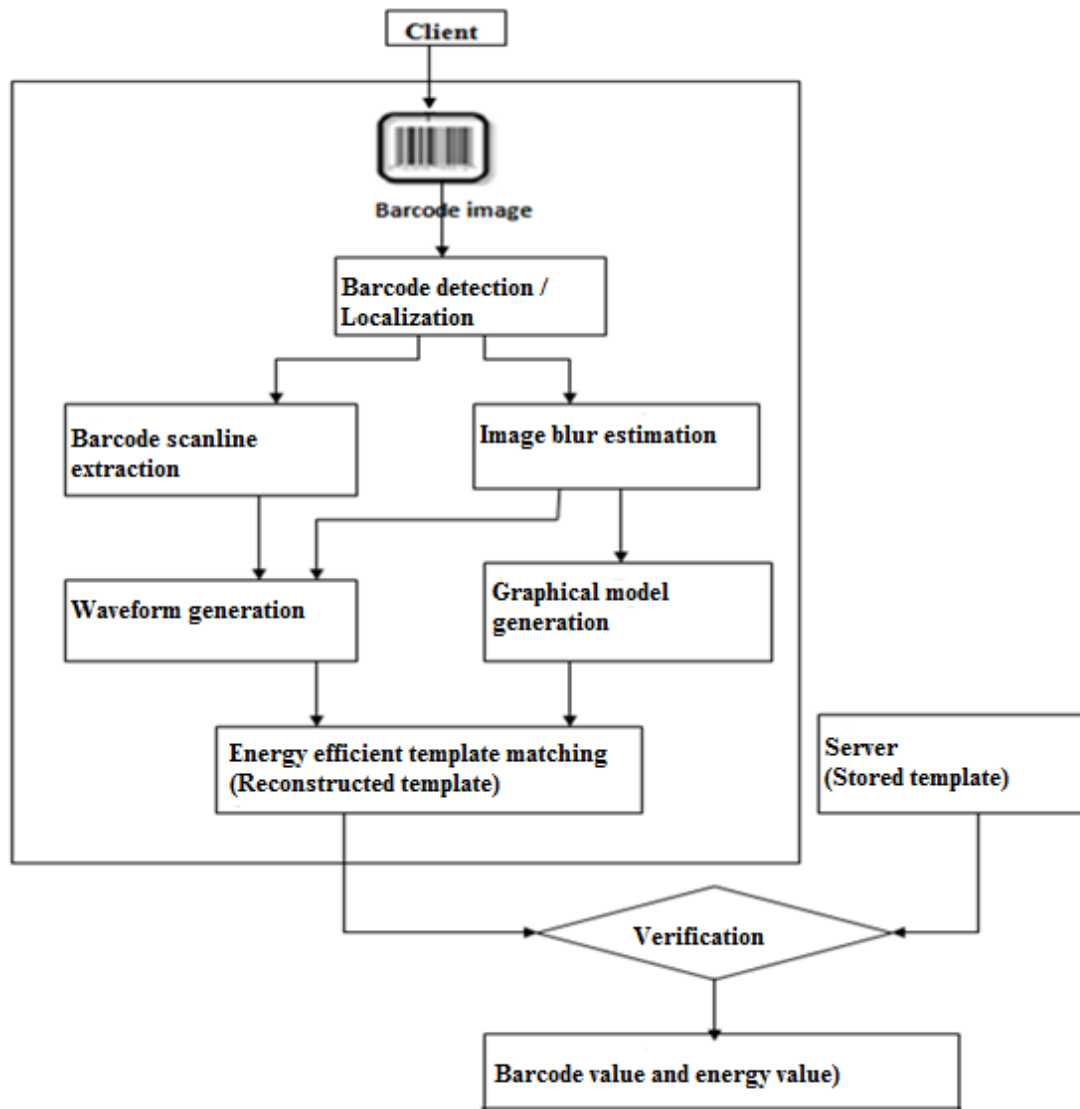 Client
Barcode image
Barcode detection /
Localization
Barcode scanline
extraction
Image blur estimation
Waveform generation
Graphical model
generation
Energy efficient template matching
(Reconstructed template)
Server
(Stored template)
Verification
Barcode value and energy value)